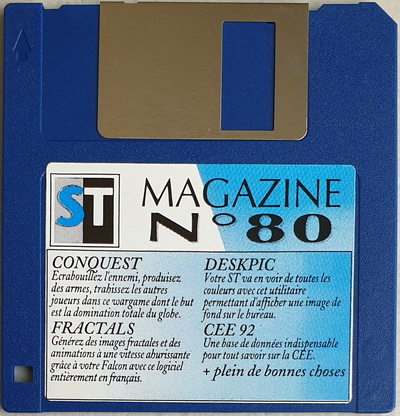 ST
MAGAZINE
N°80
CONQUEST
Ecrabouillez l'ennemi, produisez
des armes, trahissez les autres
joueurs dans ce wargame dont le but
est la domination totale du globe.
FRACTALS
Générez des images fractales et des
animations à une vitesse ahurissante
grâce à votre Falcon avec ce logiciel
entièrement en français.
DESKPIC
Votre ST va en voir de toutes les
couleurs avec cet utilitaire
permettant d'afficher une image de
fond sur le bureau.
CEE 92
Une base de données indispensable
pour tout savoir sur la CEE.
+ plein de bonnes choses